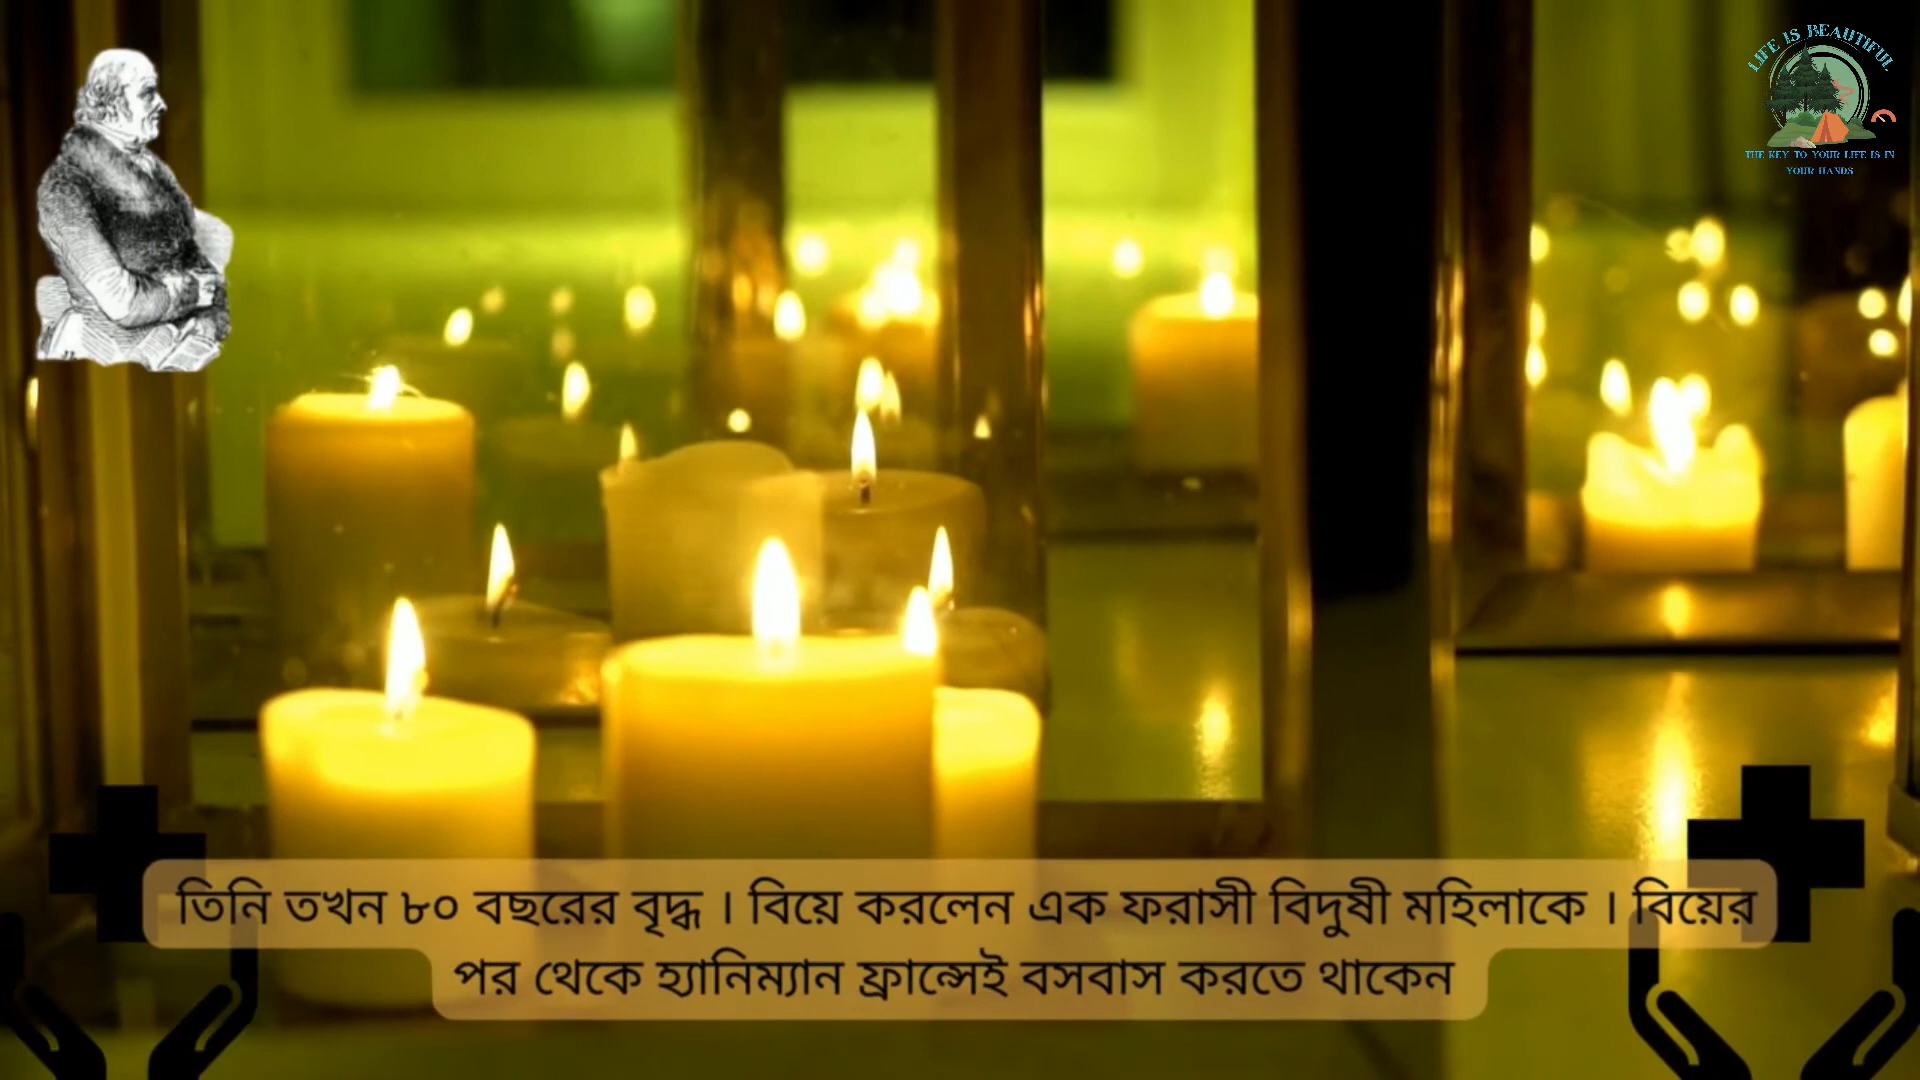 LIFE IS BEAUTIFUL
THE KEY TO YOUR LIFE IS IN
YOUR HANDS
তিনি তখন ৮০ বছরের বৃদ্ধ । বিয়ে করলেন এক ফরাসী বিদুষী মহিলাকে । বিয়ের
পর থেকে হ্যানিম্যান ফ্রান্সেই বসবাস করতে থাকেন